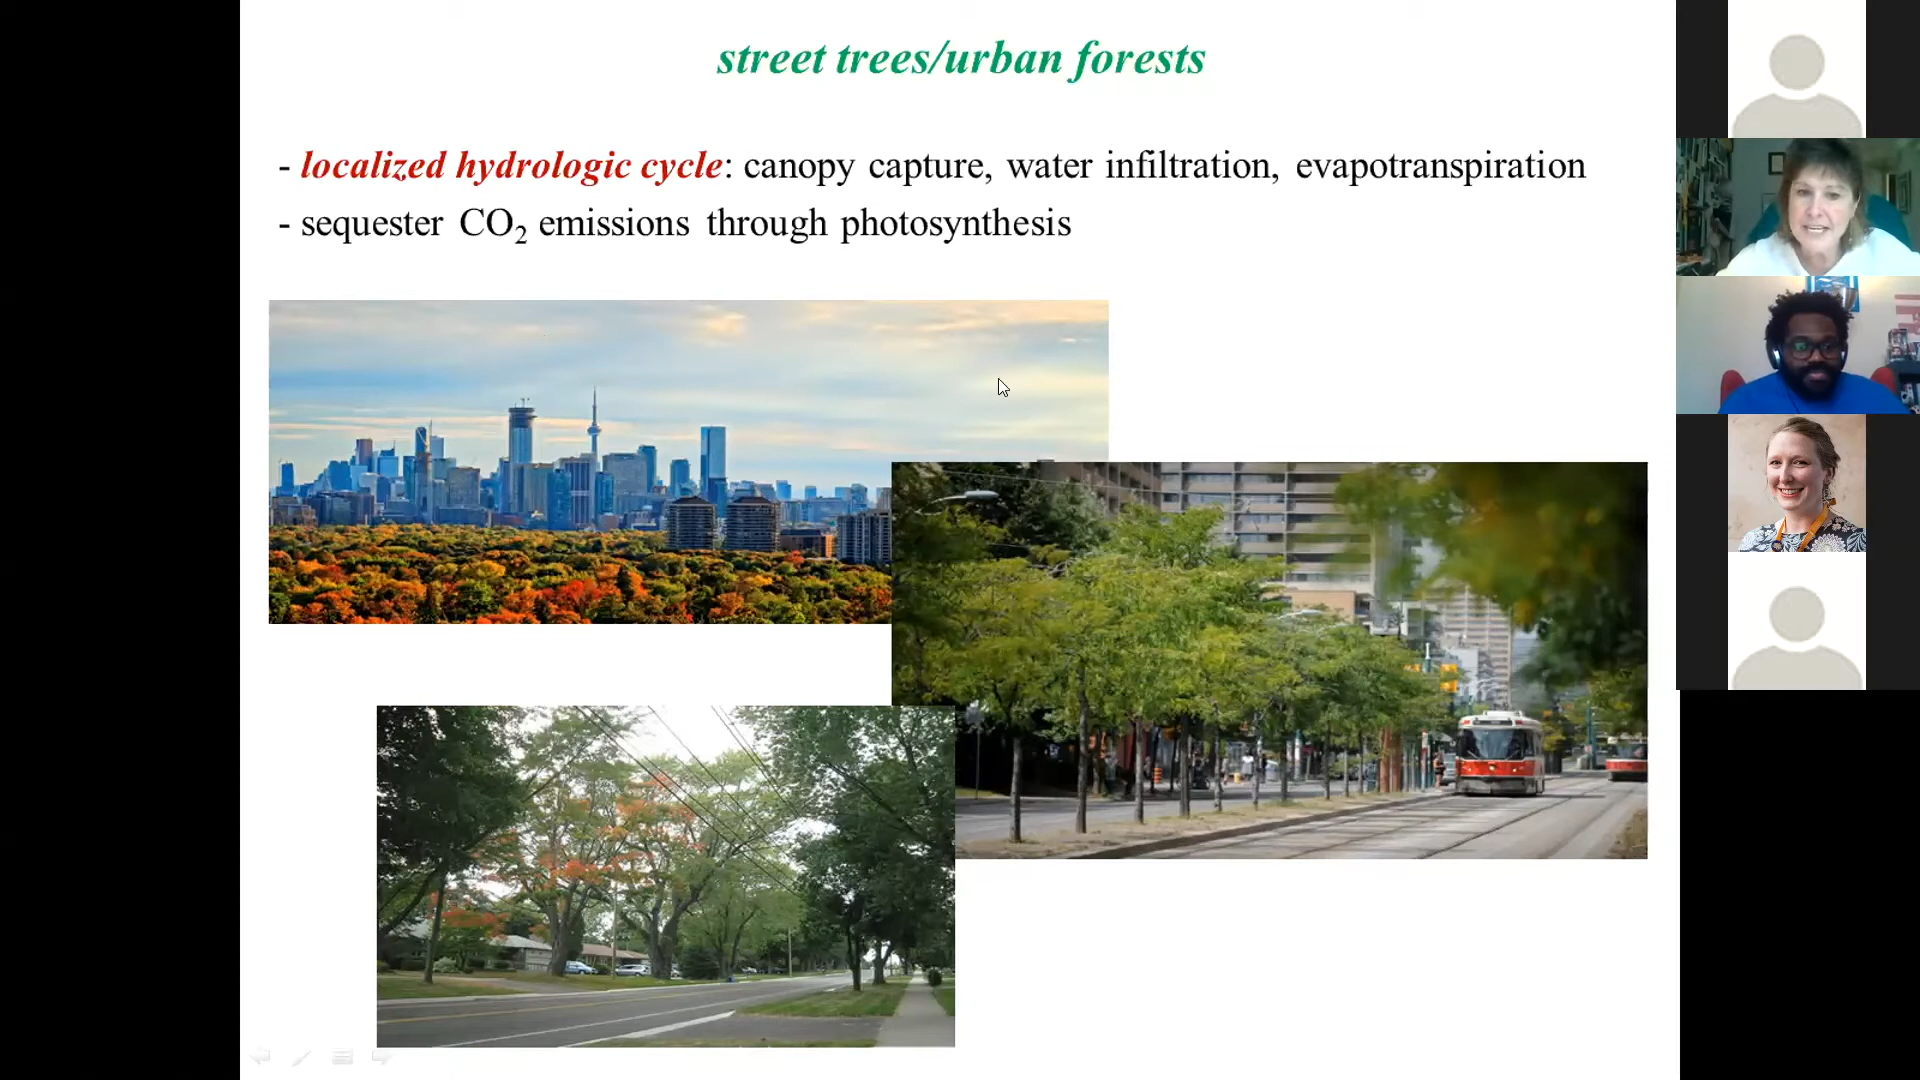 street trees/urban forests
- localized hydrologic cycle: canopy capture, water infiltration, evapotranspiration
- sequester CO₂ emissions through photosynthesis